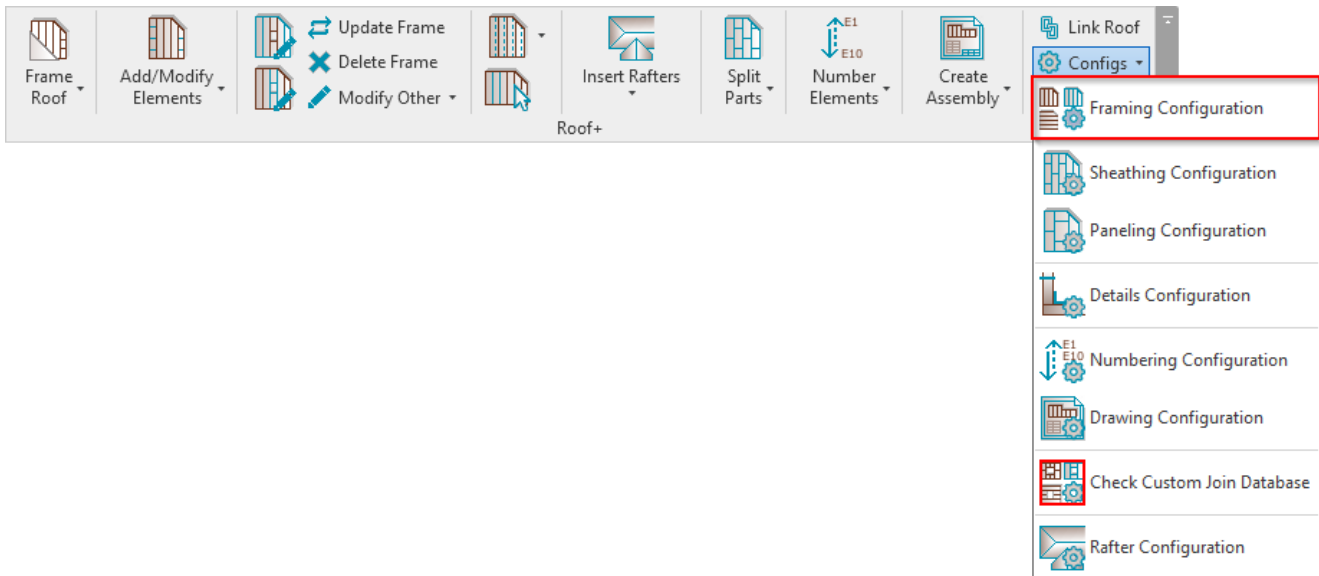 Frame
Roof
Add/Modify
Elements
Update Frame
Delete Frame
Modify Other
Insert Rafters
Split
Parts
E1
E10
Number
Elements
Create
Assembly
Link Roof
Configs
Roof+
Framing Configuration
Sheathing Configuration
Paneling Configuration
Details Configuration
E1
E10
Numbering Configuration
Drawing Configuration
Check Custom Join Database
Rafter Configuration